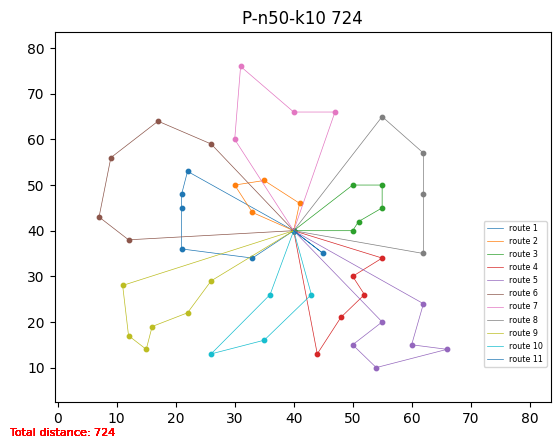 P-n50-k10 724
80
70
60
50
40
30
20
10
0 10 20 30 40 50 60 70 80
route 1
route 2
route 3
route 4
route 5
route 6
route 7
route 8
route 9
route 10
route 11
Total distance: 724